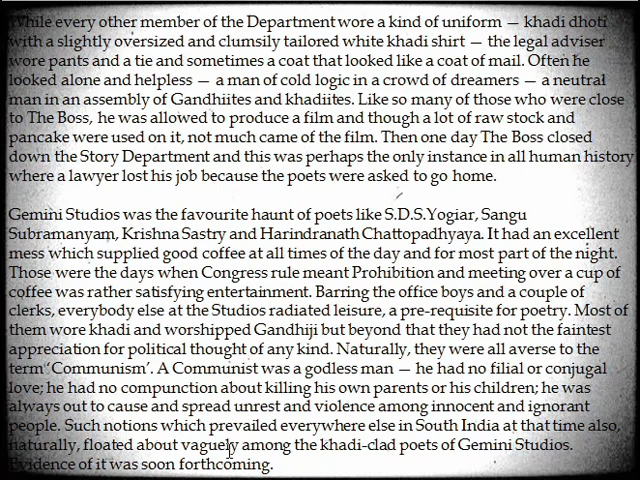 While every other member of the Department wore a kind of uniform — khadi dhoti
with a slightly oversized and clumsily tailored white khadi shirt — the legal adviser
wore pants and a tie and sometimes a coat that looked like a coat of mail. Often he
looked alone and helpless — a man of cold logic in a crowd of dreamers — a neutral
man in an assembly of Gandhiites and khadiites. Like so many of those who were close
to The Boss, he was allowed to produce a film and though a lot of raw stock and
pancake were used on it, not much came of the film. Then one day The Boss closed
down the Story Department and this was perhaps the only instance in all human history
where a lawyer lost his job because the poets were asked to go home.
Gemini Studios was the favourite haunt of poets like S.D.S.Yogiar, Sangu
Subramanyam, Krishna Sastry and Harindranath Chattopadhyaya. It had an excellent
mess which supplied good coffee at all times of the day and for most part of the night.
Those were the days when Congress rule meant Prohibition and meeting over a cup of
coffee was rather satisfying entertainment. Barring the office boys and a couple of
clerks, everybody else at the Studios radiated leisure, a pre-requisite for poetry. Most of
them wore khadi and worshipped Gandhiji but beyond that they had not the faintest
appreciation for political thought of any kind. Naturally, they were all averse to the
term ‘Communism’. A Communist was a godless man — he had no filial or conjugal
love; he had no compunction about killing his own parents or his children; he was
always out to cause and spread unrest and violence among innocent and ignorant
people. Such notions which prevailed everywhere else in South India at that time also,
naturally, floated about vaguely among the khadi-clad poets of Gemini Studios.
Evidence of it was soon forthcoming.